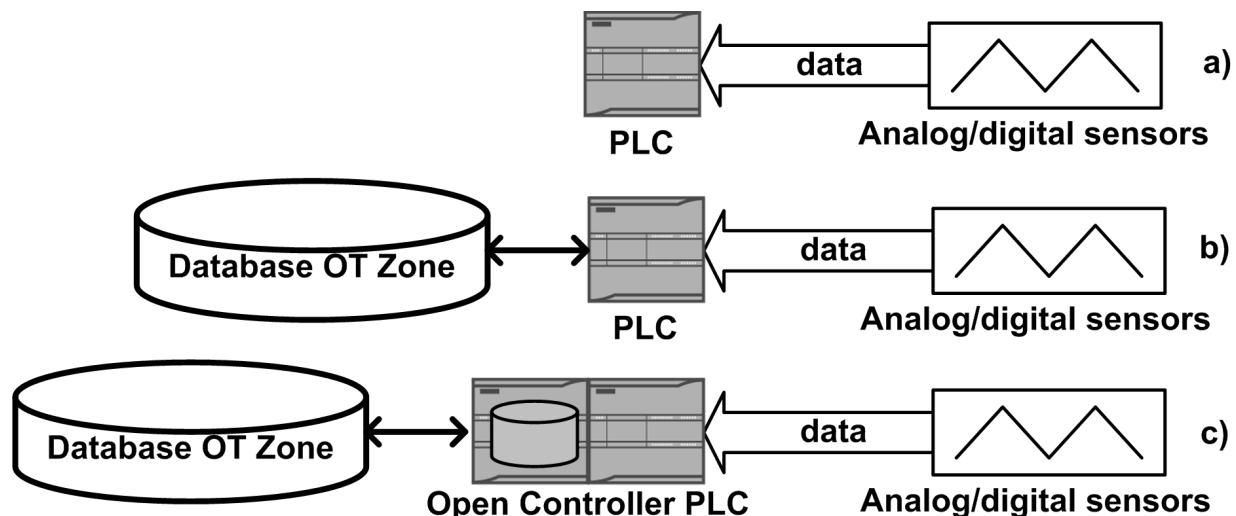 data
a)
PLC
Analog/digital sensors
Database OT Zone
data
b)
PLC
Analog/digital sensors
Database OT Zone
data
c)
Open Controller PLC
Analog/digital sensors